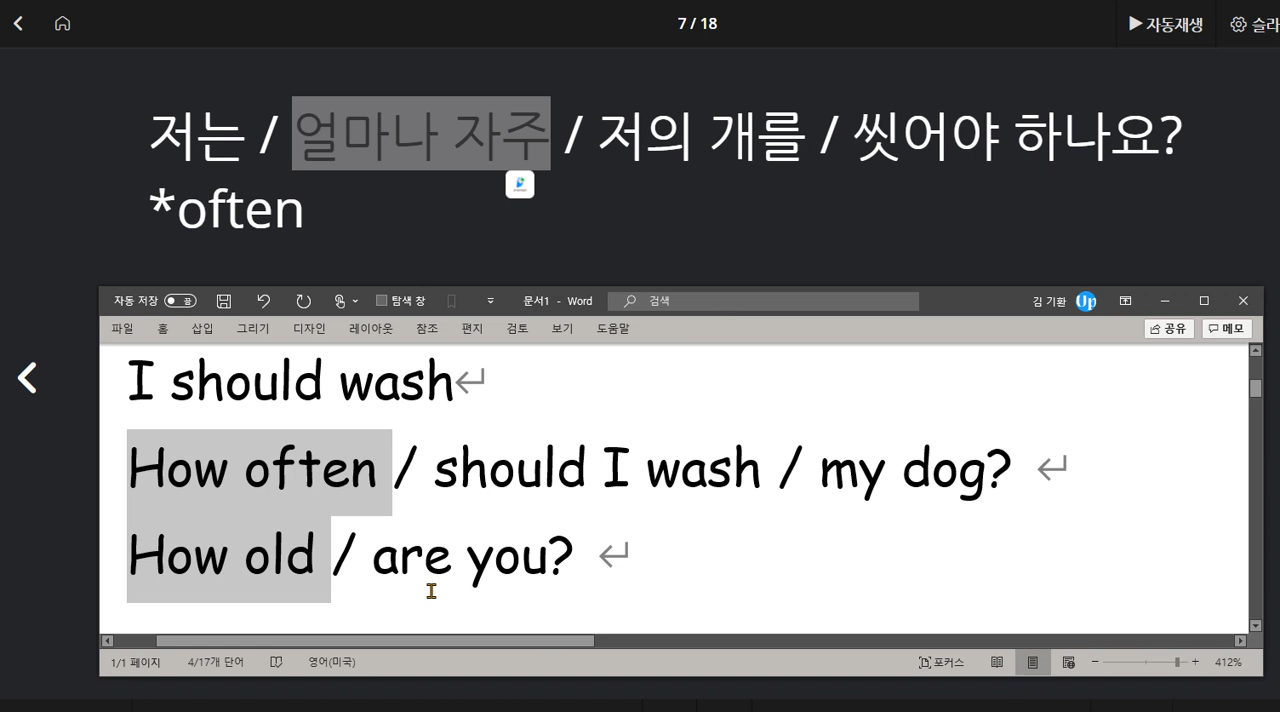 7 / 18
▶ 자동재생
슬라
저는 / 얼마나 자주 / 저의 개를 / 씻어야 하나요?
*often
자동 저장 끔 탐색 창 문서1 - Word 검색 김 기환 Up
파일 홈 삽입 그리기 디자인 레이아웃 참조 편지 검토 보기 도움말 공유 메모
I should wash↵
How often / should I wash / my dog? ↵
How old / are you? ↵
1/1 페이지 4/17개 단어 영어(미국) 포커스 - + 412%